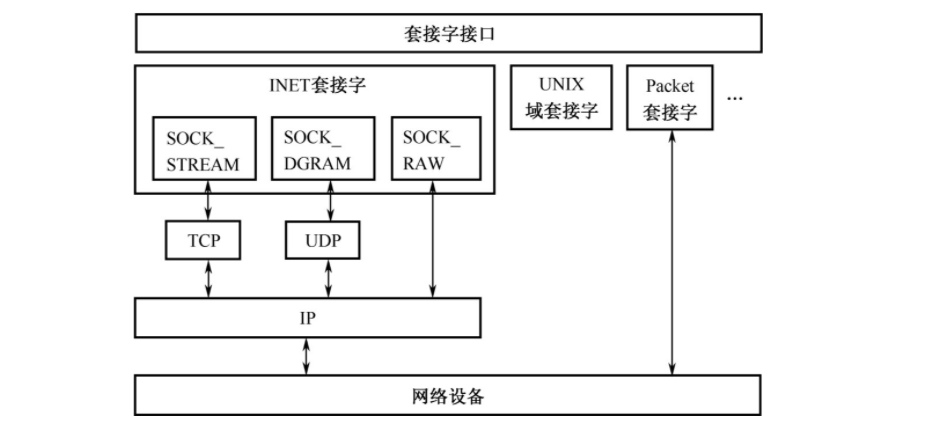 套接字接口
INET套接字
UNIX
域套接字
Packet
套接字
...
SOCK_
STREAM
SOCK_
DGRAM
SOCK_
RAW
TCP
UDP
IP
网络设备